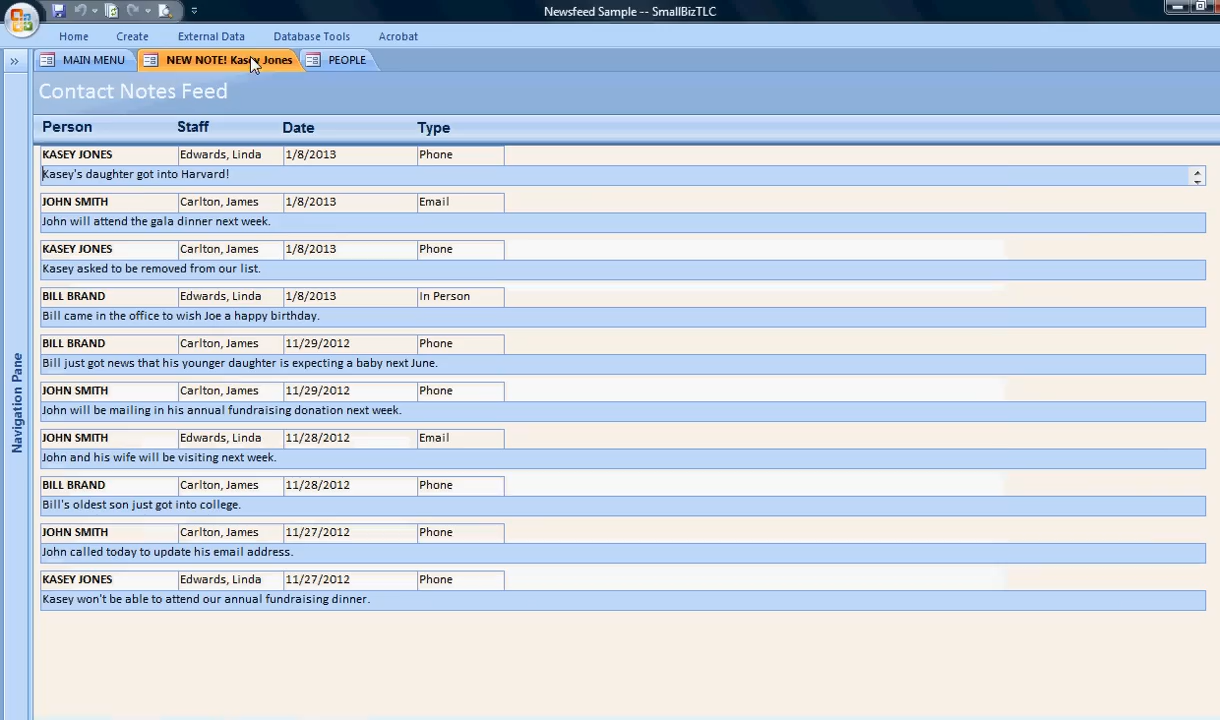 Newsfeed Sample -- SmallBizTLC
Home Create External Data Database Tools Acrobat
MAIN MENU NEW NOTE! Kasey Jones PEOPLE
Contact Notes Feed
Person Staff Date Type
KASEY JONES Edwards, Linda 1/8/2013 Phone
Kasey's daughter got into Harvard!
JOHN SMITH Carlton, James 1/8/2013 Email
John will attend the gala dinner next week.
KASEY JONES Carlton, James 1/8/2013 Phone
Kasey asked to be removed from our list.
BILL BRAND Edwards, Linda 1/8/2013 In Person
Bill came in the office to wish Joe a happy birthday.
BILL BRAND Carlton, James 11/29/2012 Phone
Bill just got news that his younger daughter is expecting a baby next June.
JOHN SMITH Carlton, James 11/29/2012 Phone
John will be mailing in his annual fundraising donation next week.
JOHN SMITH Edwards, Linda 11/28/2012 Email
John and his wife will be visiting next week.
BILL BRAND Carlton, James 11/28/2012 Phone
Bill's oldest son just got into college.
JOHN SMITH Carlton, James 11/27/2012 Phone
John called today to update his email address.
KASEY JONES Edwards, Linda 11/27/2012 Phone
Kasey won't be able to attend our annual fundraising dinner.
Navigation Pane